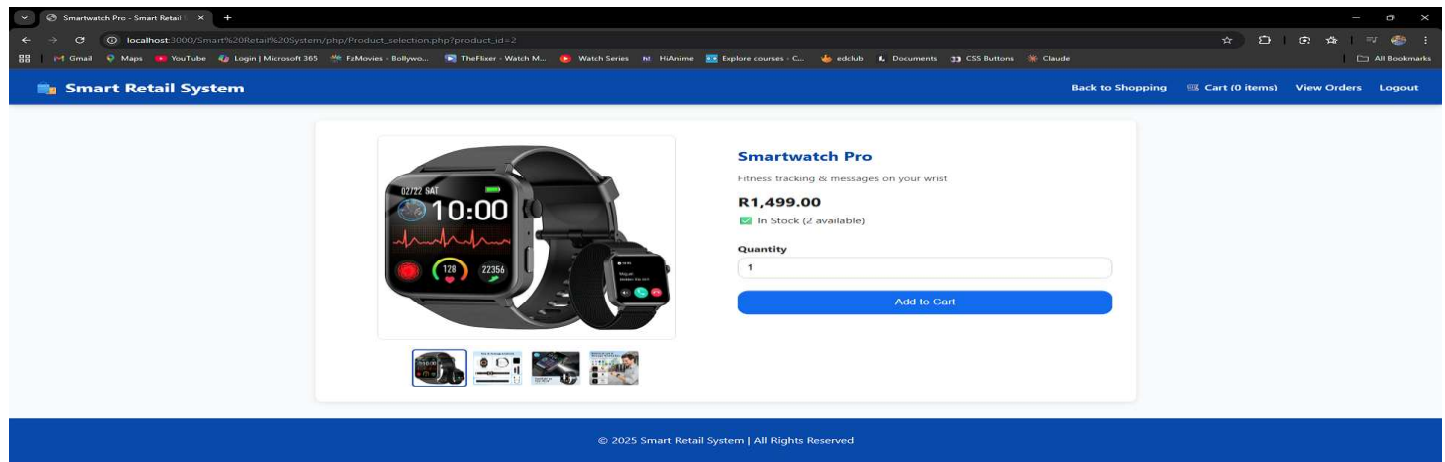 Smartwatch Pro - Smart Retail S
localhost:3000/Smart%20Retail%20System/php/Product_selection.php?product_id=2
Gmail Maps YouTube Login | Microsoft 365 FzMovies - Bollywo... TheFlixer - Watch M... Watch Series HiAnime Explore courses - C... edclub Documents CSS Buttons Claude All Bookmarks
Smart Retail System Back to Shopping Cart (0 items) View Orders Logout
Smartwatch Pro
Fitness tracking & messages on your wrist
R1,499.00
In Stock (2 available)
Quantity
1
Add to Cart
02/22 SAT
10:00
128 22356
© 2025 Smart Retail System | All Rights Reserved